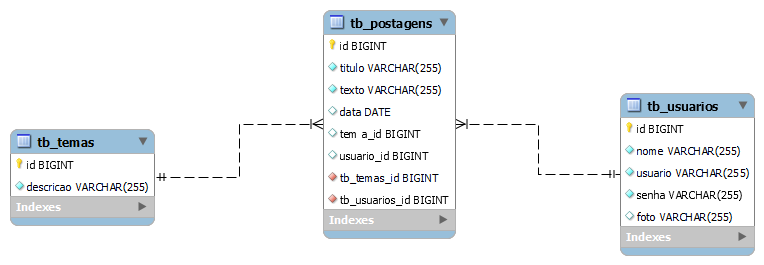 tb_temas
id BIGINT
descricao VARCHAR(255)
Indexes
tb_postagens
id BIGINT
titulo VARCHAR(255)
texto VARCHAR(255)
data DATE
tem a_id BIGINT
usuario_id BIGINT
tb_temas_id BIGINT
tb_usuarios_id BIGINT
Indexes
tb_usuarios
id BIGINT
nome VARCHAR(255)
usuario VARCHAR(255)
senha VARCHAR(255)
foto VARCHAR(255)
Indexes